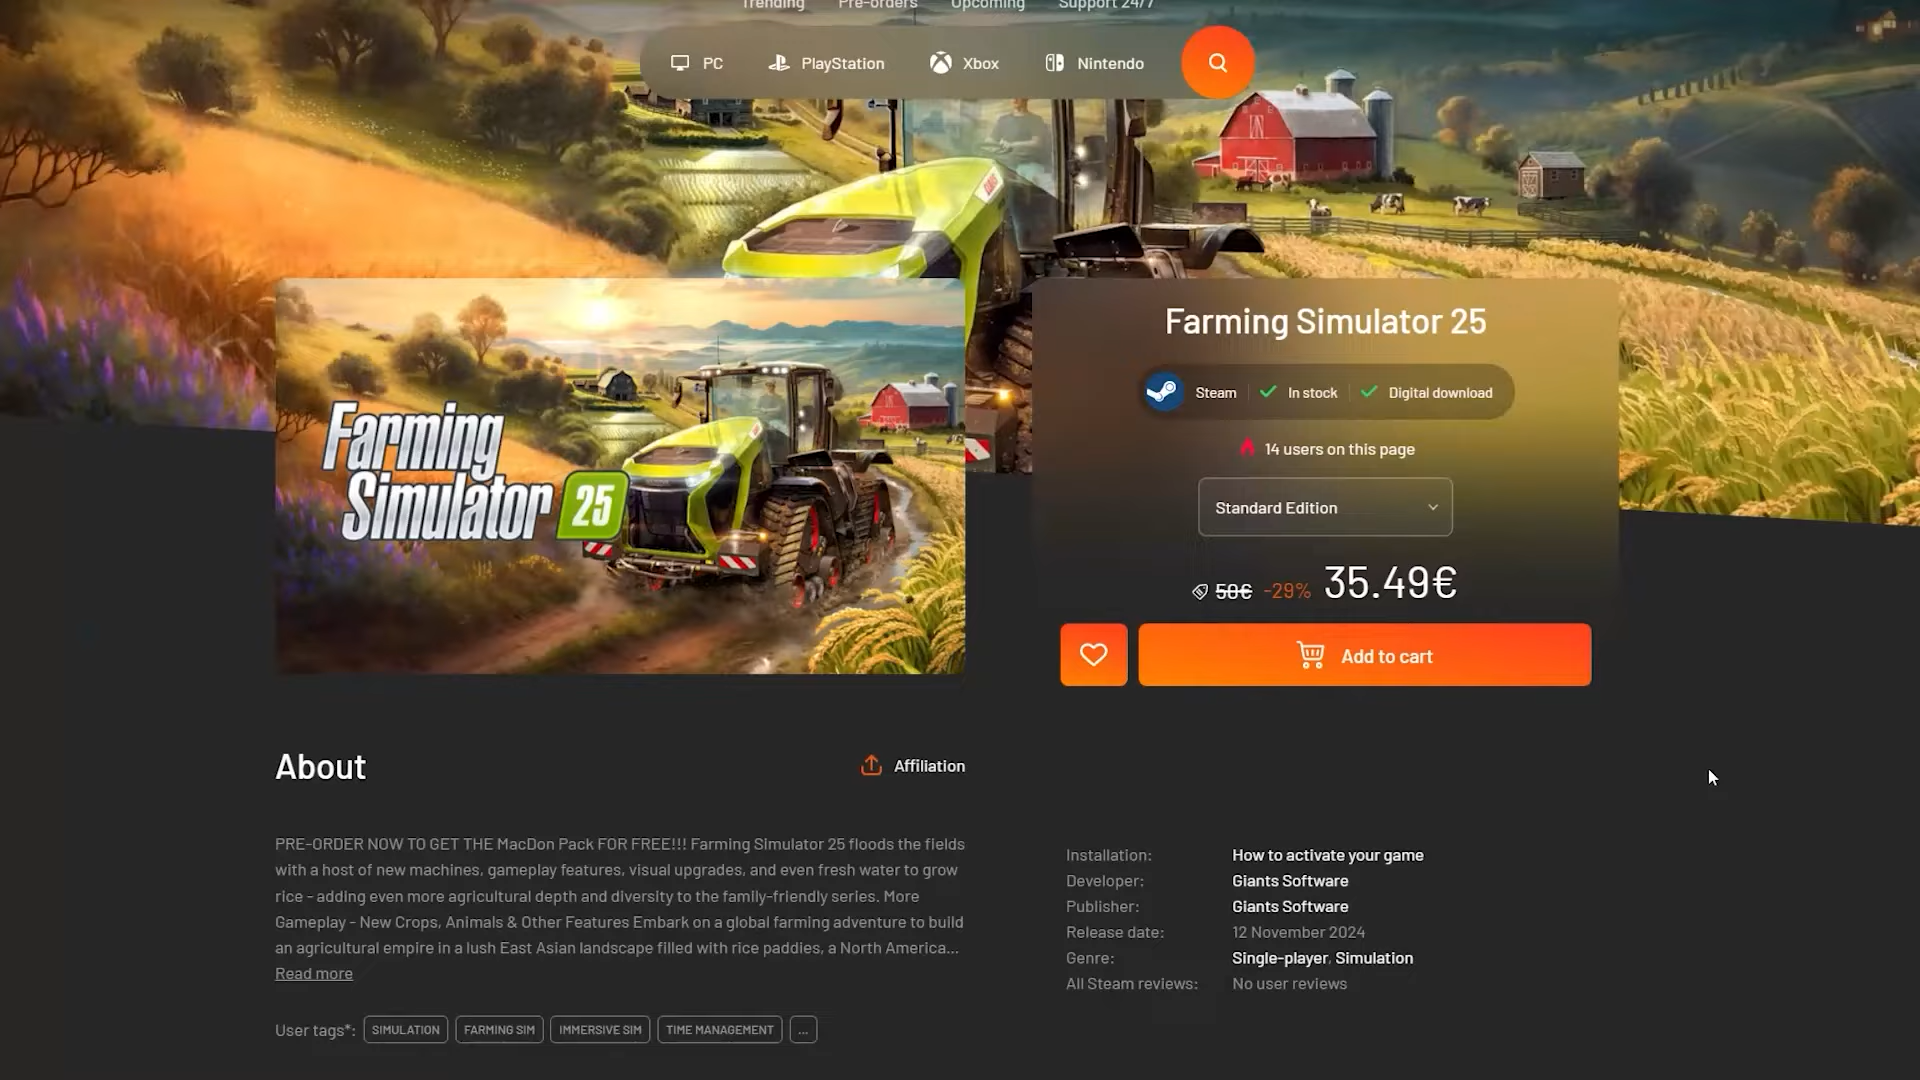 Trending Pre-orders Upcoming Support 24/7
PC PlayStation Xbox Nintendo
Farming
Simulator 25
Farming Simulator 25
Steam In stock Digital download
14 users on this page
Standard Edition
50€ -29% 35.49€
Add to cart
About
Affiliation
PRE-ORDER NOW TO GET THE MacDon Pack FOR FREE!!! Farming Simulator 25 floods the fields
with a host of new machines, gameplay features, visual upgrades, and even fresh water to grow
rice - adding even more agricultural depth and diversity to the family-friendly series. More
Gameplay - New Crops, Animals & Other Features Embark on a global farming adventure to build
an agricultural empire in a lush East Asian landscape filled with rice paddies, a North America...
Read more
User tags*: SIMULATION FARMING SIM IMMERSIVE SIM TIME MANAGEMENT ...
Installation: How to activate your game
Developer: Giants Software
Publisher: Giants Software
Release date: 12 November 2024
Genre: Single-player, Simulation
All Steam reviews: No user reviews